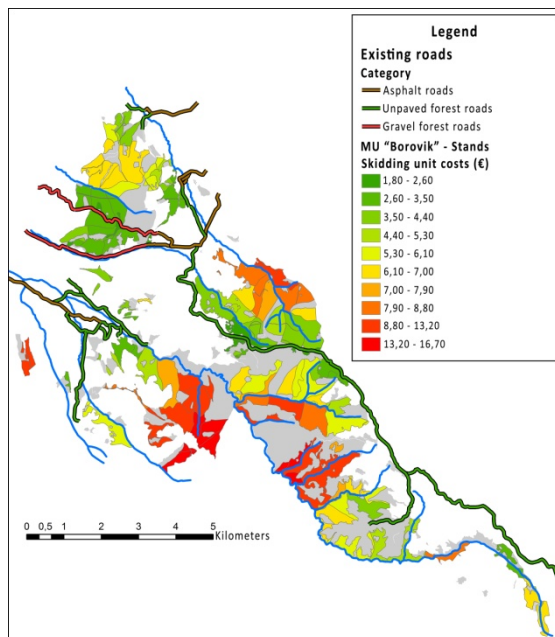 Legend
Existing roads
Category
Asphalt roads
Unpaved forest roads
Gravel forest roads
MU "Borovik" - Stands
Skidding unit costs (€)
1,80 - 2,60
2,60 - 3,50
3,50 - 4,40
4,40 - 5,30
5,30 - 6,10
6,10 - 7,00
7,00 - 7,90
7,90 - 8,80
8,80 - 13,20
13,20 - 16,70
0 0,5 1 2 3 4 5
Kilometers